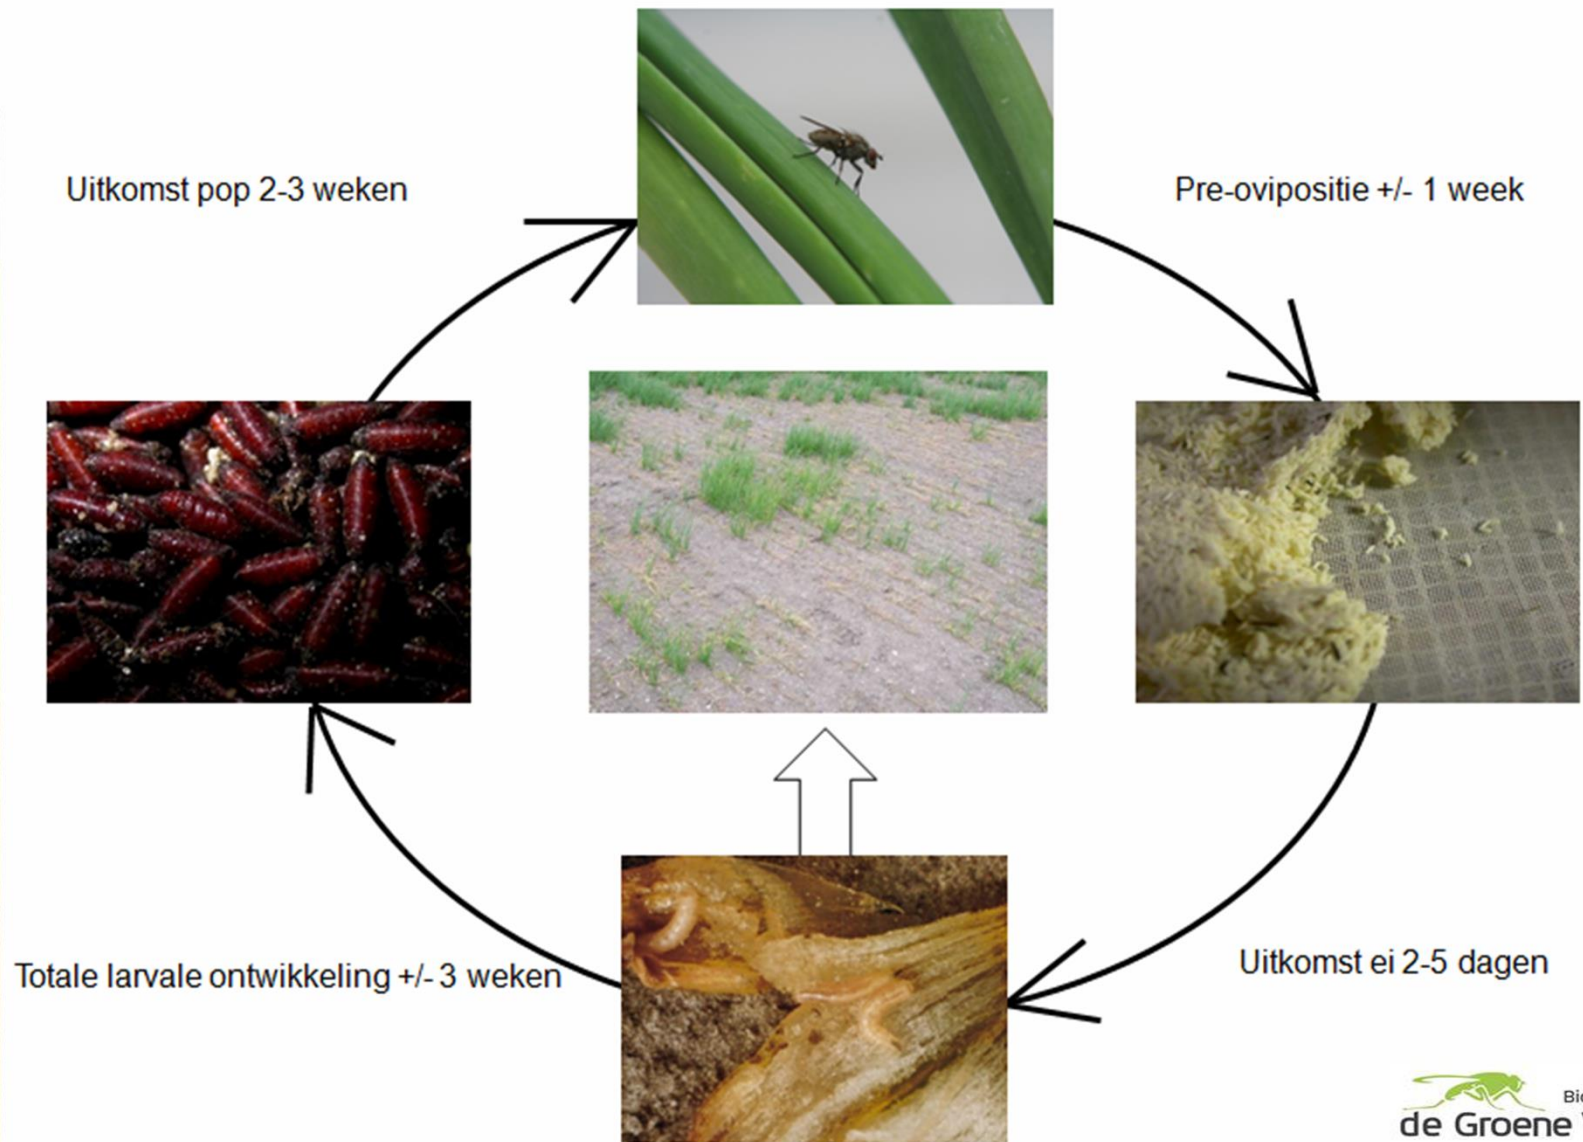 Uitkomst pop 2-3 weken
Pre-ovipositie +/- 1 week
Totale larvale ontwikkeling +/- 3 weken
Uitkomst ei 2-5 dagen
de Groene